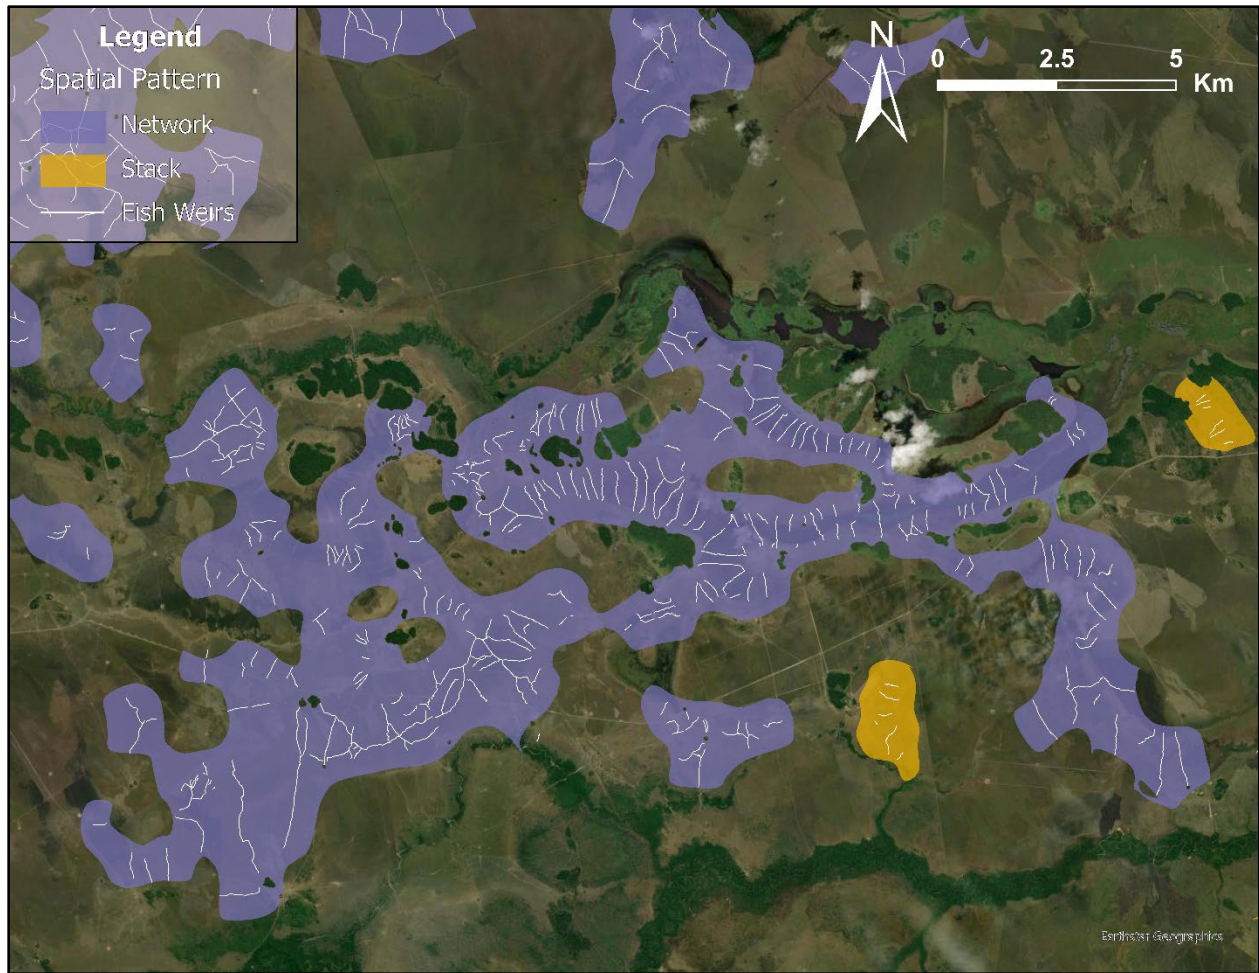 Legend
Spatial Pattern
Network
Stack
Fish Weirs
N
0 2.5 5
Km
Earthstar Geographics